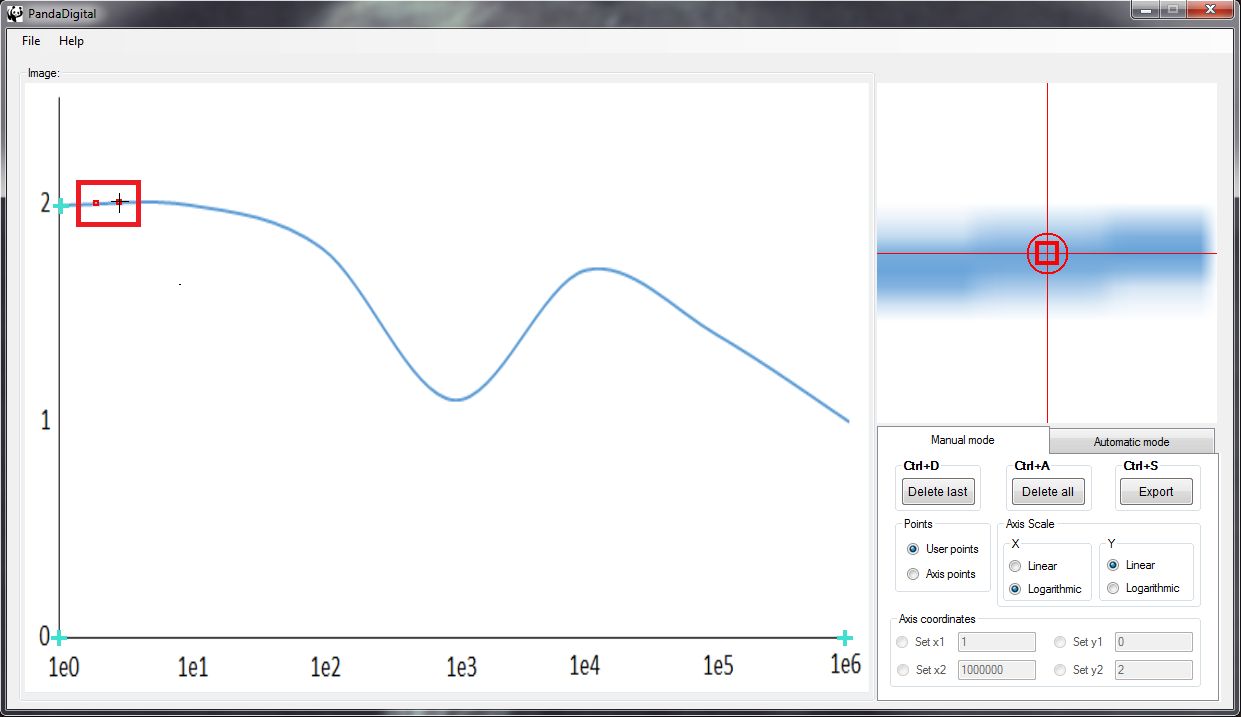 PandaDigital
File Help
Image:
2
1
0
1e0 1e1 1e2 1e3 1e4 1e5 1e6
Manual mode Automatic mode
Ctrl+D Ctrl+A Ctrl+S
Delete last Delete all Export
Points
User points
Axis points
Axis Scale
X
Linear
Logarithmic
Y
Linear
Logarithmic
Axis coordinates
Set x1 1 Set y1 0
Set x2 1000000 Set y2 2